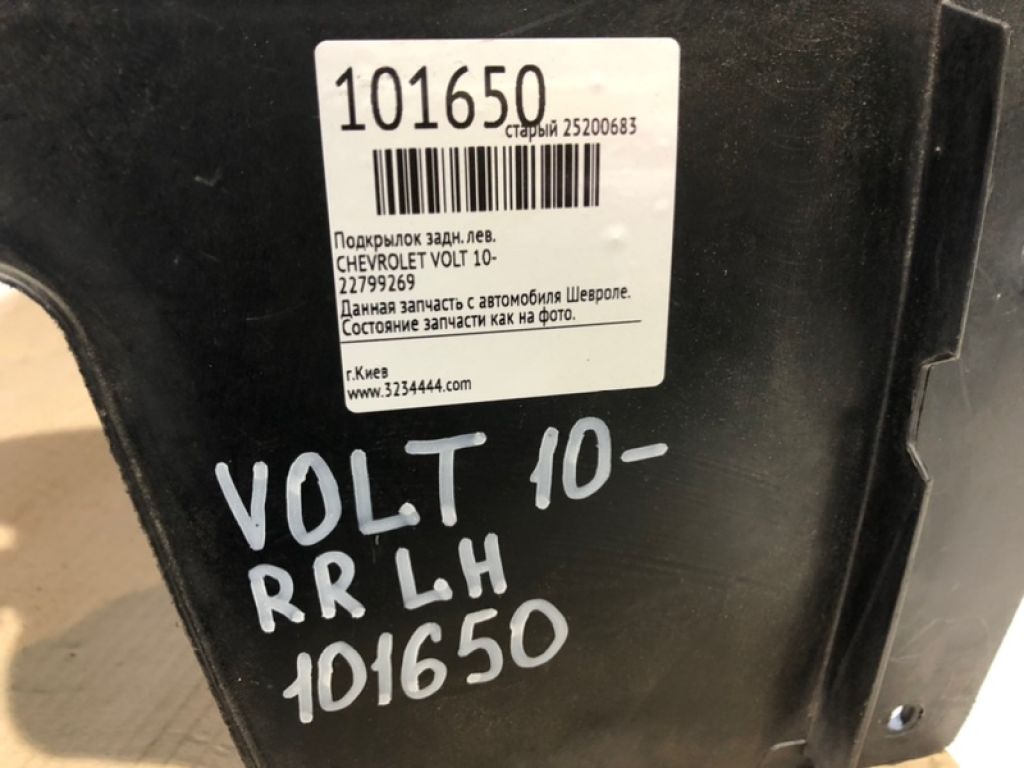 101650
старый 25200683
Подкрылок задн. лев.
CHEVROLET VOLT 10-
22799269
Данная запчасть с автомобиля Шевроле.
Состояние запчасти как на фото.
г.Киев
www.3234444.com
VOLT 10-
RR LH
101650